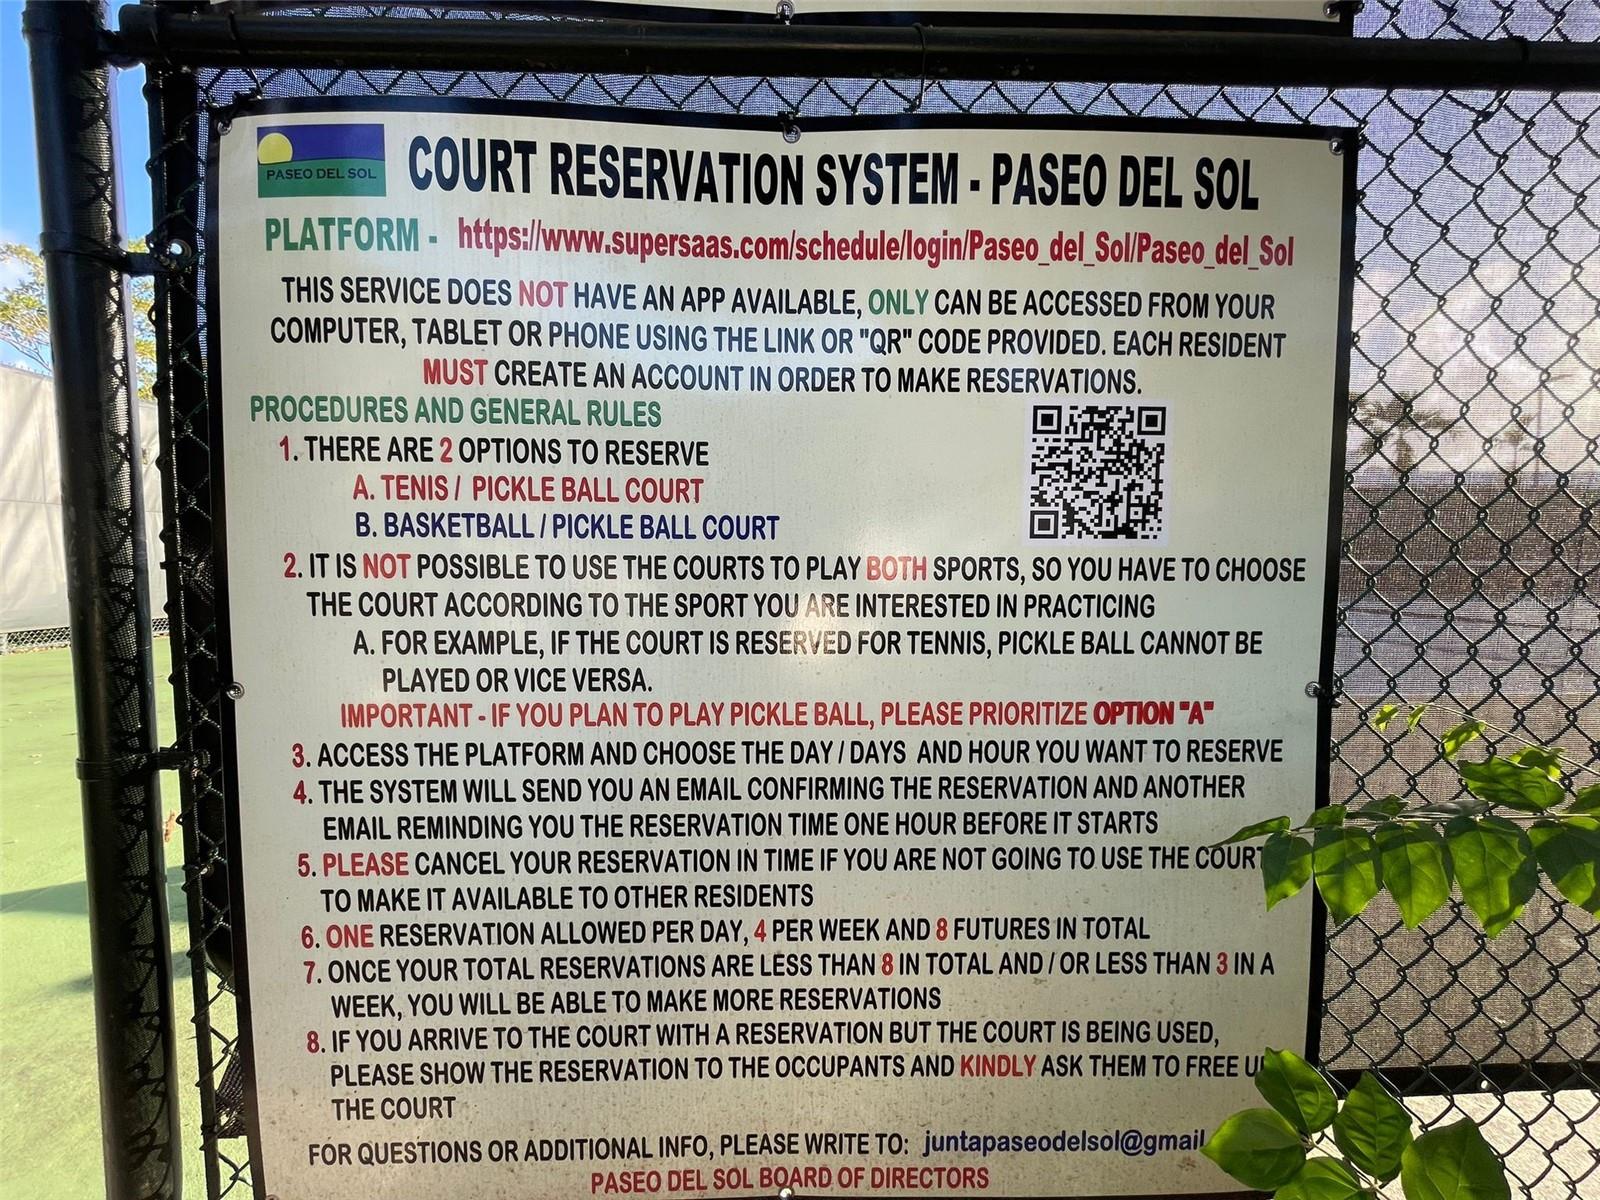 PASEO DEL SOL
COURT RESERVATION SYSTEM - PASEO DEL SOL
PLATFORM - https://www.supersaas.com/schedule/login/Paseo_del_Sol/Paseo_del_Sol
THIS SERVICE DOES NOT HAVE AN APP AVAILABLE, ONLY CAN BE ACCESSED FROM YOUR
COMPUTER, TABLET OR PHONE USING THE LINK OR "QR" CODE PROVIDED. EACH RESIDENT
MUST CREATE AN ACCOUNT IN ORDER TO MAKE RESERVATIONS.
PROCEDURES AND GENERAL RULES
1. THERE ARE 2 OPTIONS TO RESERVE
A. TENIS / PICKLE BALL COURT
B. BASKETBALL / PICKLE BALL COURT
2. IT IS NOT POSSIBLE TO USE THE COURTS TO PLAY BOTH SPORTS, SO YOU HAVE TO CHOOSE
THE COURT ACCORDING TO THE SPORT YOU ARE INTERESTED IN PRACTICING
A. FOR EXAMPLE, IF THE COURT IS RESERVED FOR TENNIS, PICKLE BALL CANNOT BE
PLAYED OR VICE VERSA.
IMPORTANT - IF YOU PLAN TO PLAY PICKLE BALL, PLEASE PRIORITIZE OPTION "A"
3. ACCESS THE PLATFORM AND CHOOSE THE DAY / DAYS AND HOUR YOU WANT TO RESERVE
4. THE SYSTEM WILL SEND YOU AN EMAIL CONFIRMING THE RESERVATION AND ANOTHER
EMAIL REMINDING YOU THE RESERVATION TIME ONE HOUR BEFORE IT STARTS
5. PLEASE CANCEL YOUR RESERVATION IN TIME IF YOU ARE NOT GOING TO USE THE COURT
TO MAKE IT AVAILABLE TO OTHER RESIDENTS
6. ONE RESERVATION ALLOWED PER DAY, 4 PER WEEK AND 8 FUTURES IN TOTAL
7. ONCE YOUR TOTAL RESERVATIONS ARE LESS THAN 8 IN TOTAL AND / OR LESS THAN 3 IN A
WEEK, YOU WILL BE ABLE TO MAKE MORE RESERVATIONS
8. IF YOU ARRIVE TO THE COURT WITH A RESERVATION BUT THE COURT IS BEING USED,
PLEASE SHOW THE RESERVATION TO THE OCCUPANTS AND KINDLY ASK THEM TO FREE U
THE COURT
FOR QUESTIONS OR ADDITIONAL INFO, PLEASE WRITE TO: juntapaseodelsol@gmail
PASEO DEL SOL BOARD OF DIRECTORS